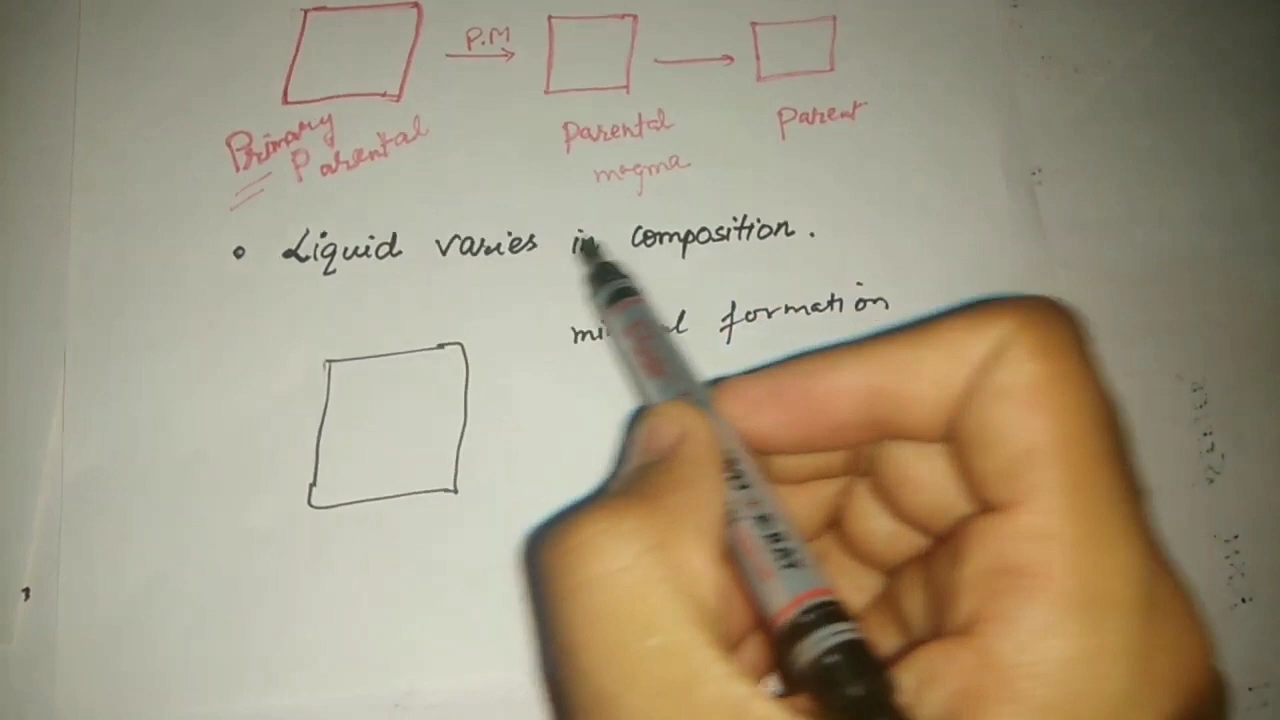 P.M
Primary
Parental
Parental
magma
Parent
• Liquid varies in composition.
formation